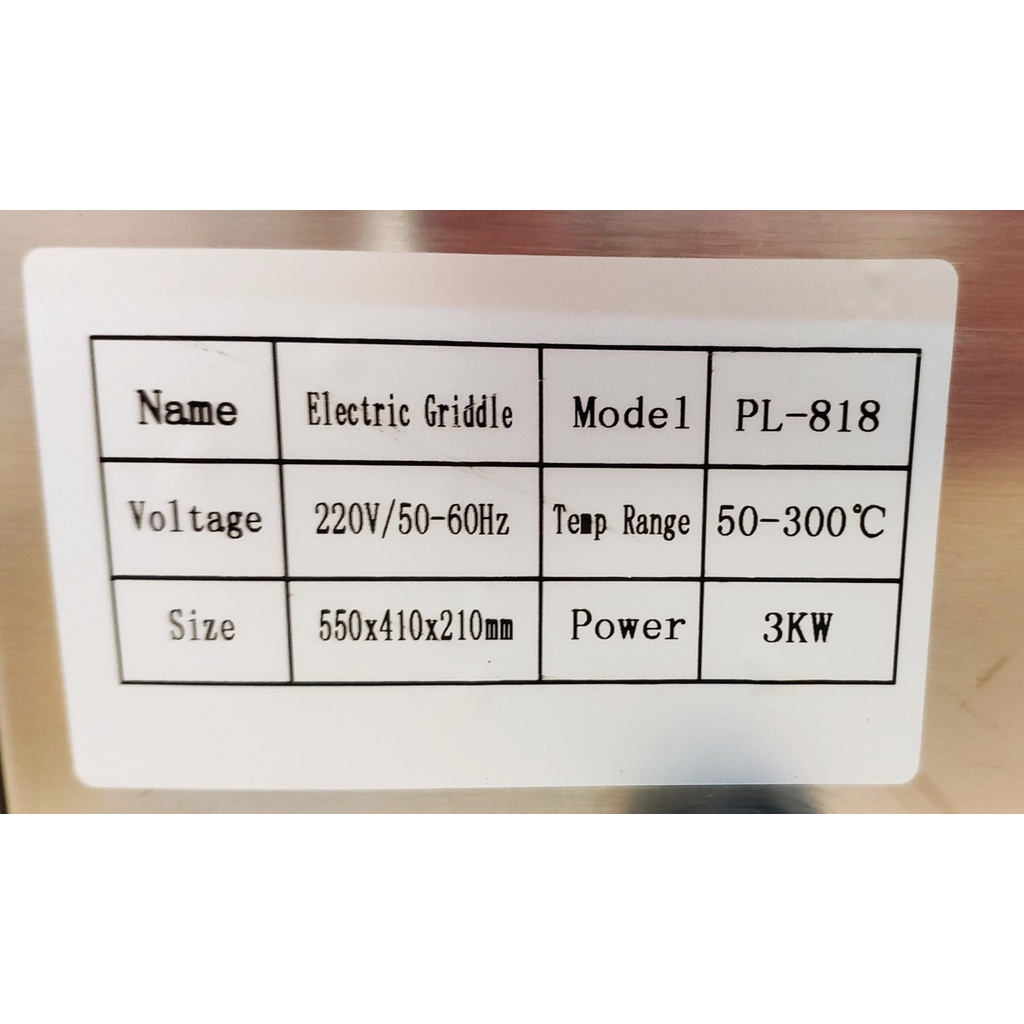 Name Electric Griddle Model PL-818
Voltage 220V/50-60Hz Temp Range 50-300℃
Size 550x410x210mm Power 3KW